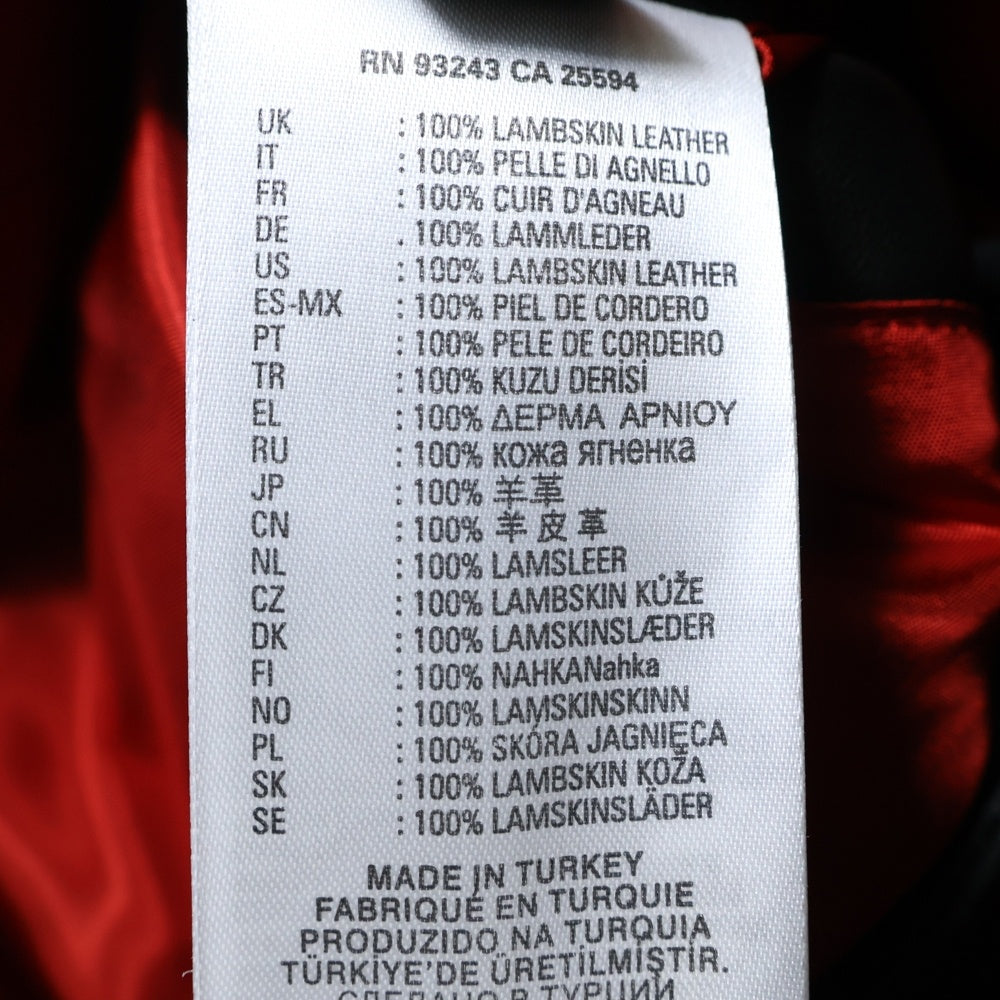 RN 93243 CA 25594
UK : 100% LAMBSKIN LEATHER
IT : 100% PELLE DI AGNELLO
FR : 100% CUIR D'AGNEAU
DE : 100% LAMMLEDER
US : 100% LAMBSKIN LEATHER
ES-MX : 100% PIEL DE CORDERO
PT : 100% PELE DE CORDEIRO
TR : 100% KUZU DERİSİ
EL : 100% ΔΕΡΜΑ ΑΡΝΙΟΥ
RU : 100% кожа ягненка
JP : 100% 羊革
CN : 100% 羊皮革
NL : 100% LAMSLEER
CZ : 100% LAMBSKIN KŮŽE
DK : 100% LAMSKINSLÆDER
FI : 100% NAHKANahka
NO : 100% LAMSKINSKINN
PL : 100% SKÓRA JAGNIĘCA
SK : 100% LAMBSKIN KOŽA
SE : 100% LAMSKINSLÄDER
MADE IN TURKEY
FABRIQUE EN TURQUIE
PRODUZIDO NA TURQUIA
TÜRKİYE'DE ÜRETİLMİŞTİR.
СДЕЛАНО В ТУРЦИИ